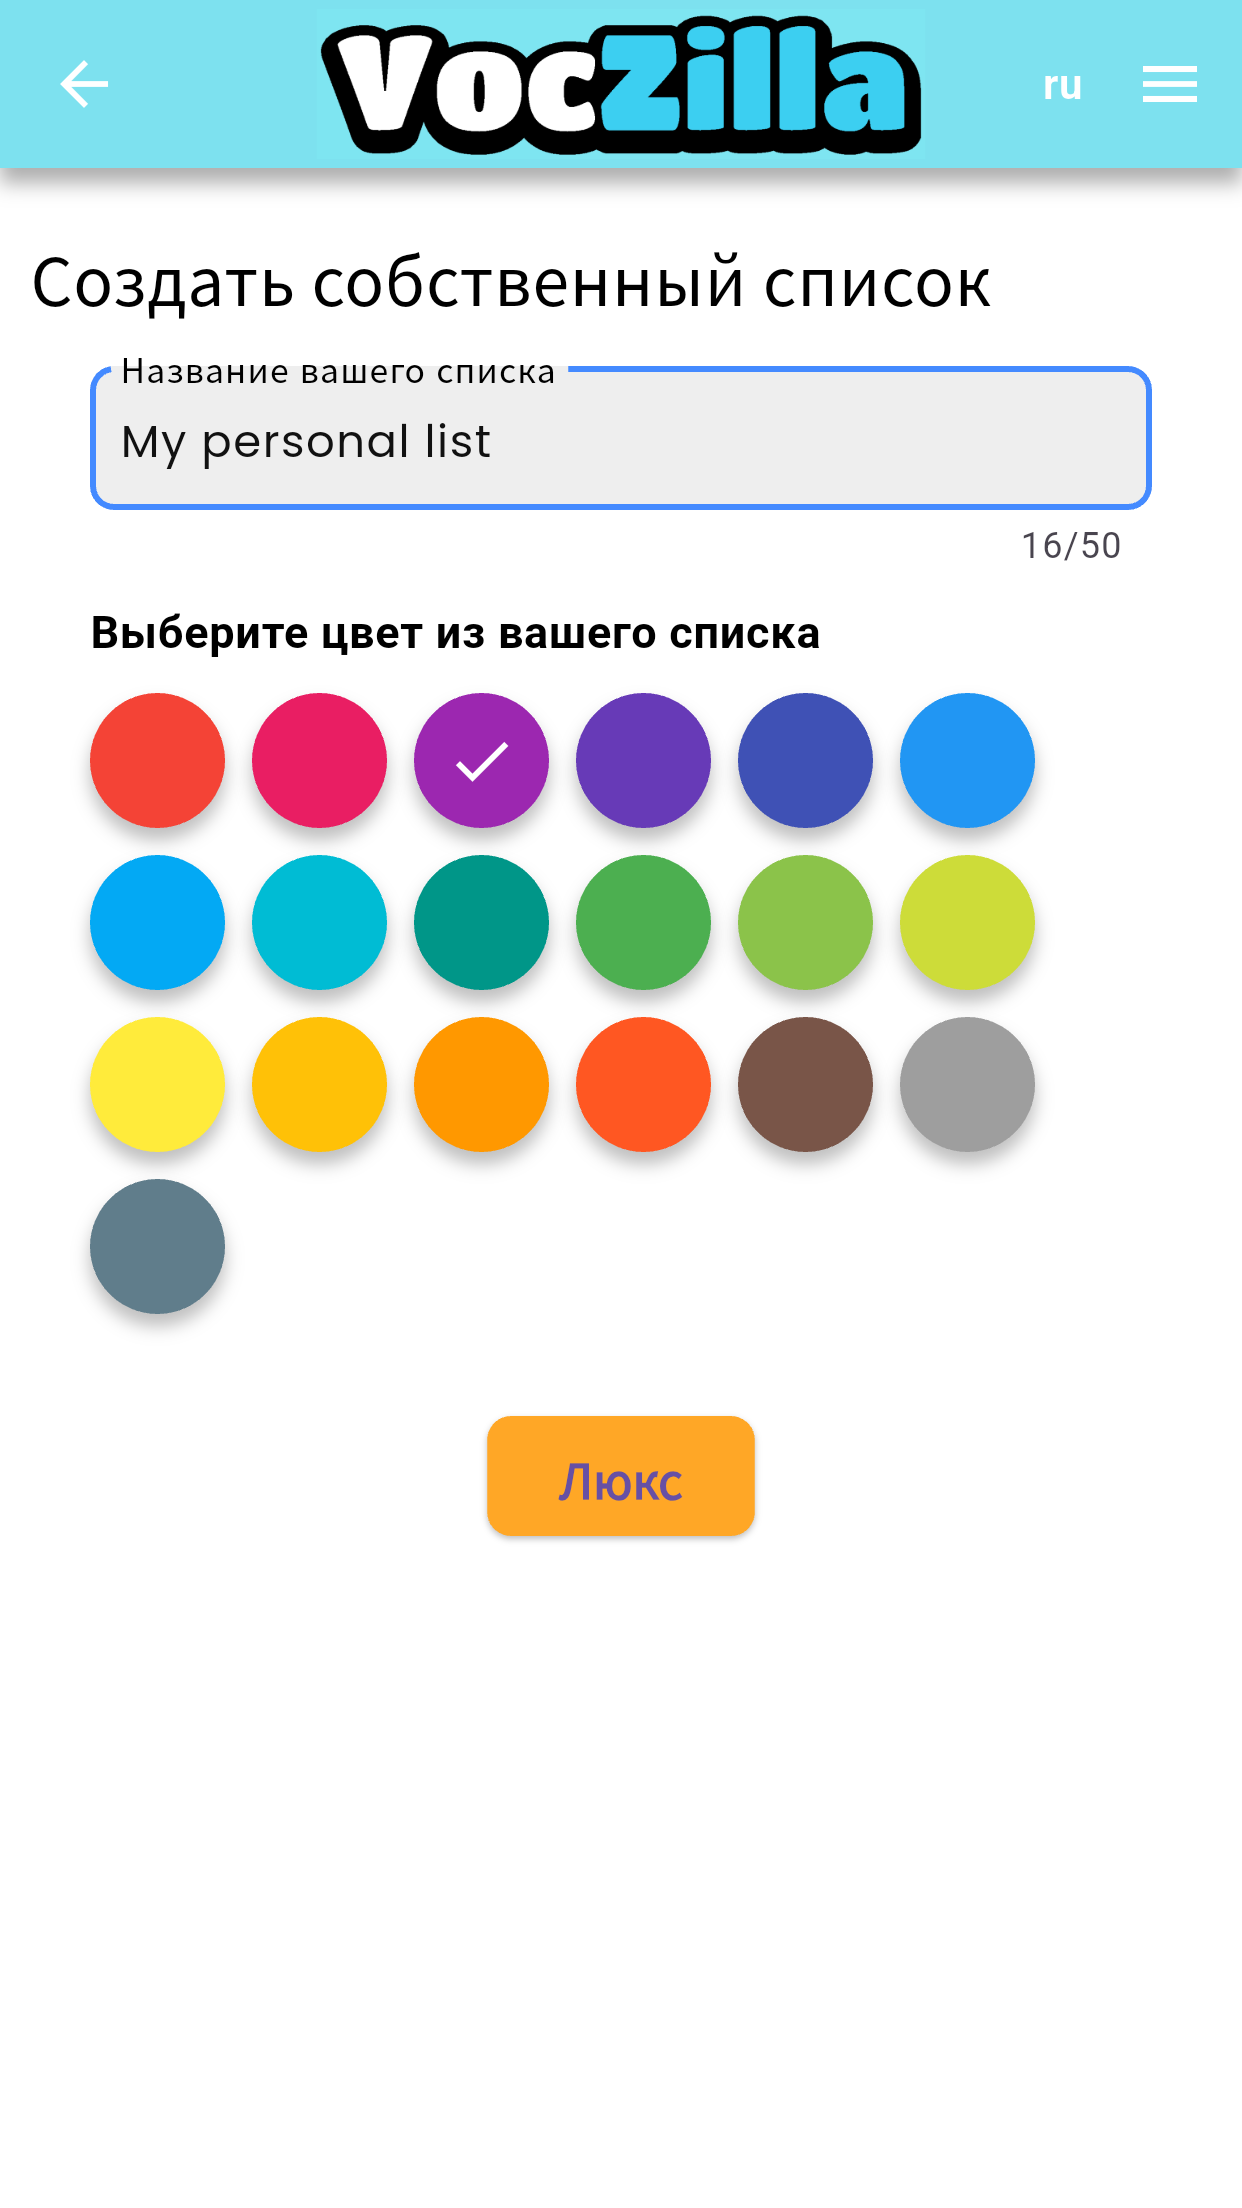 VocZilla
ru
Создать собственный список
Название вашего списка
My personal list
16/50
Выберите цвет из вашего списка
Люкс